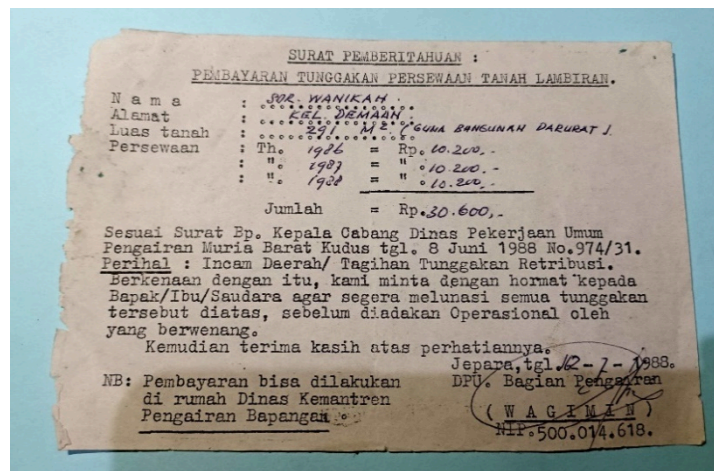 SURAT PEMBERITAHUAN :
PEMBAYARAN TUNGGAKAN PERSEWAAN TANAH LAMBIRAN.
N a m a : SDR. WANIKAH.
Alamat : KEL. DEMAAN.
Luas tanah : 291 M² (GUNA BANGUNAN DARURAT).
Persewaan : Th. 1986 = Rp. 10.200,-
: ". 1987 = " .10.200.-
: ". 1988 = " .10.200.-
Jumlah = Rp.30.600,-
Sesuai Surat Bp. Kepala Cabang Dinas Pekerjaan Umum
Pengairan Muria Barat Kudus tgl. 8 Juni 1988 No.974/31.
Perihal : Incam Daerah/ Tagihan Tunggakan Retribusi.
Berkenaan dengan itu, kami minta dengan hormat kepada
Bapak/Ibu/Saudara agar segera melunasi semua tunggakan
tersebut diatas, sebelum diadakan Operasional oleh
yang berwenang.
Kemudian terima kasih atas perhatiannya.
Jepara,tgl.12-7-1988.
NB: Pembayaran bisa dilakukan
di rumah Dinas Kemantren
Pengairan Bapangan.
DPU. Bagian Pengairan
( W A G I M A N )
NIP.500.014.618.